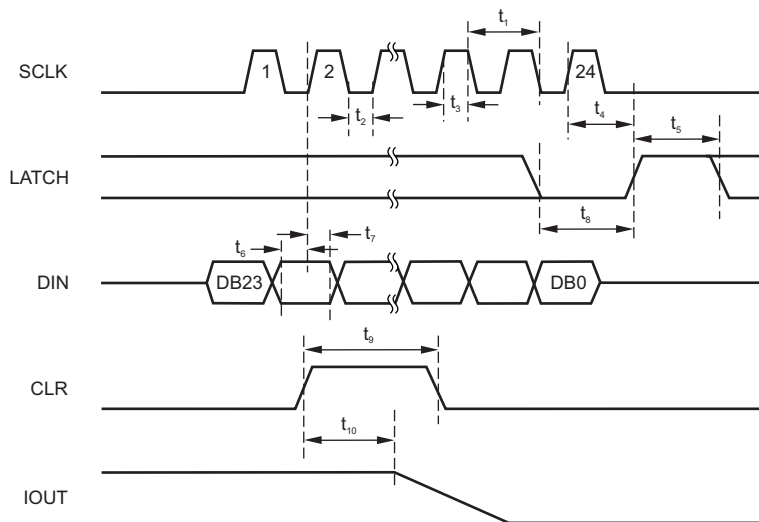 t₁
SCLK 1 2 24
t₂ t₃ t₄ t₅
LATCH
t₈
t₆ t₇
DIN DB23 DB0
t₉
CLR
t₁₀
IOUT